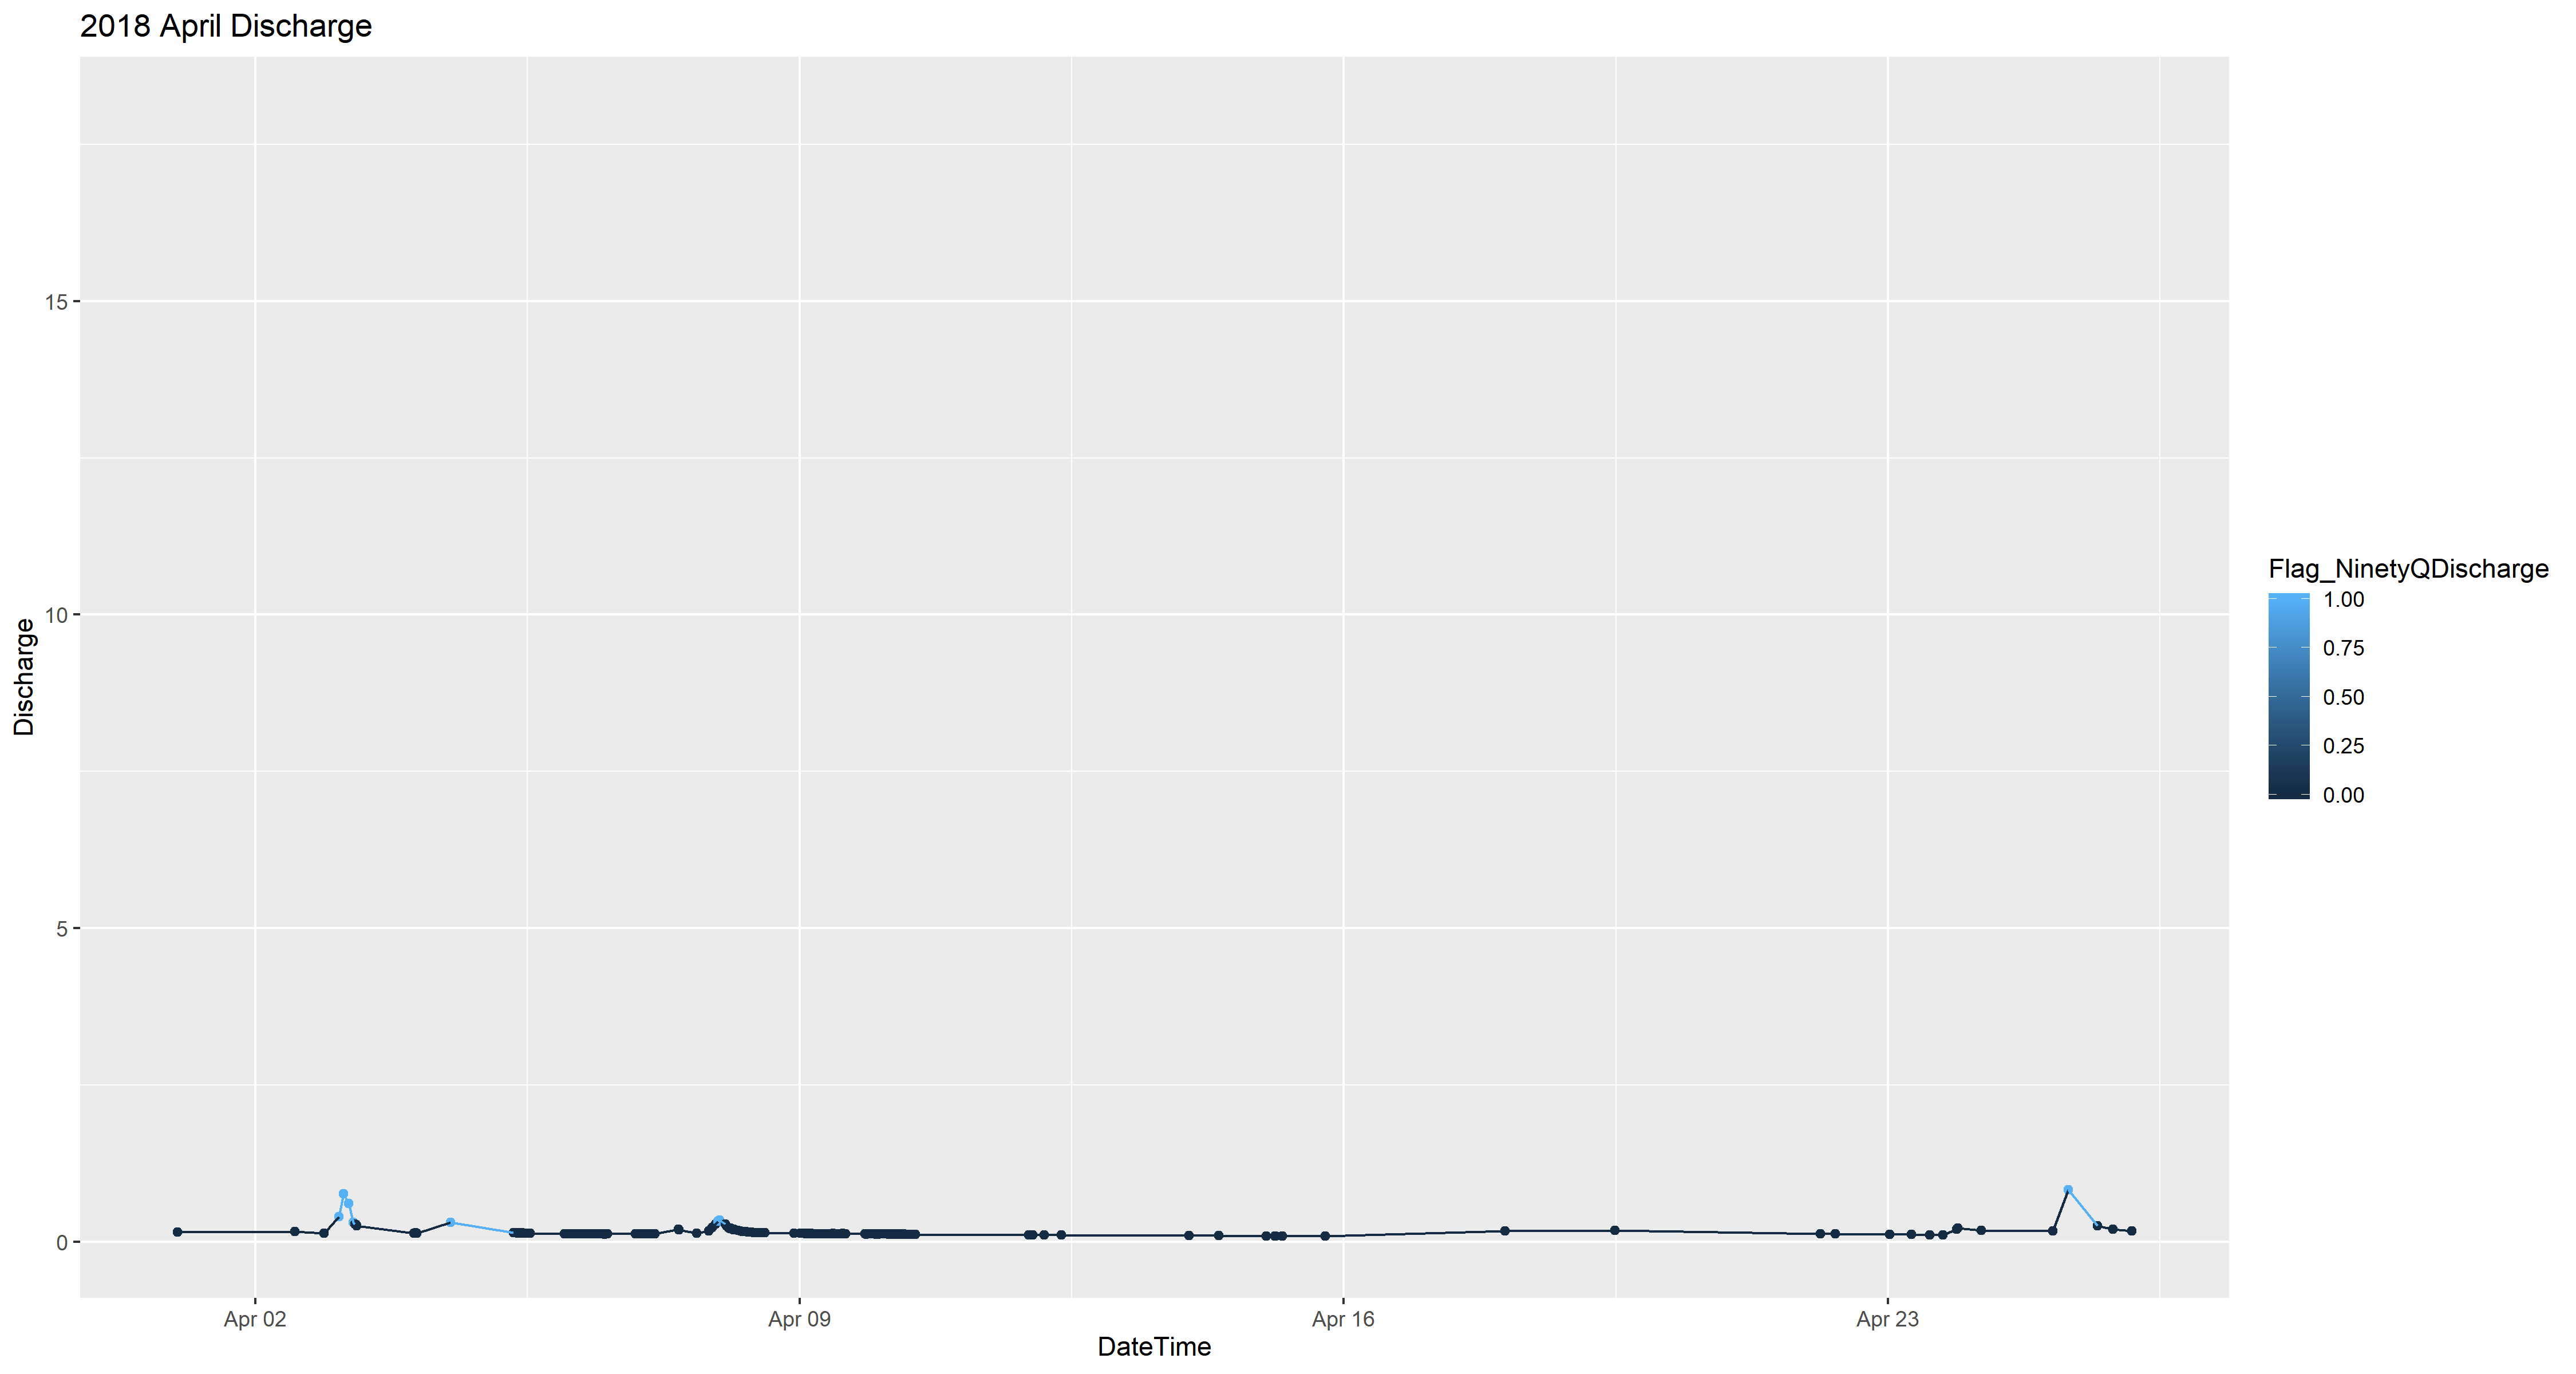 2018 April Discharge
15
10
5
0
Discharge
Apr 02
Apr 09
Apr 16
Apr 23
DateTime
Flag_NinetyQDischarge
1.00
0.75
0.50
0.25
0.00